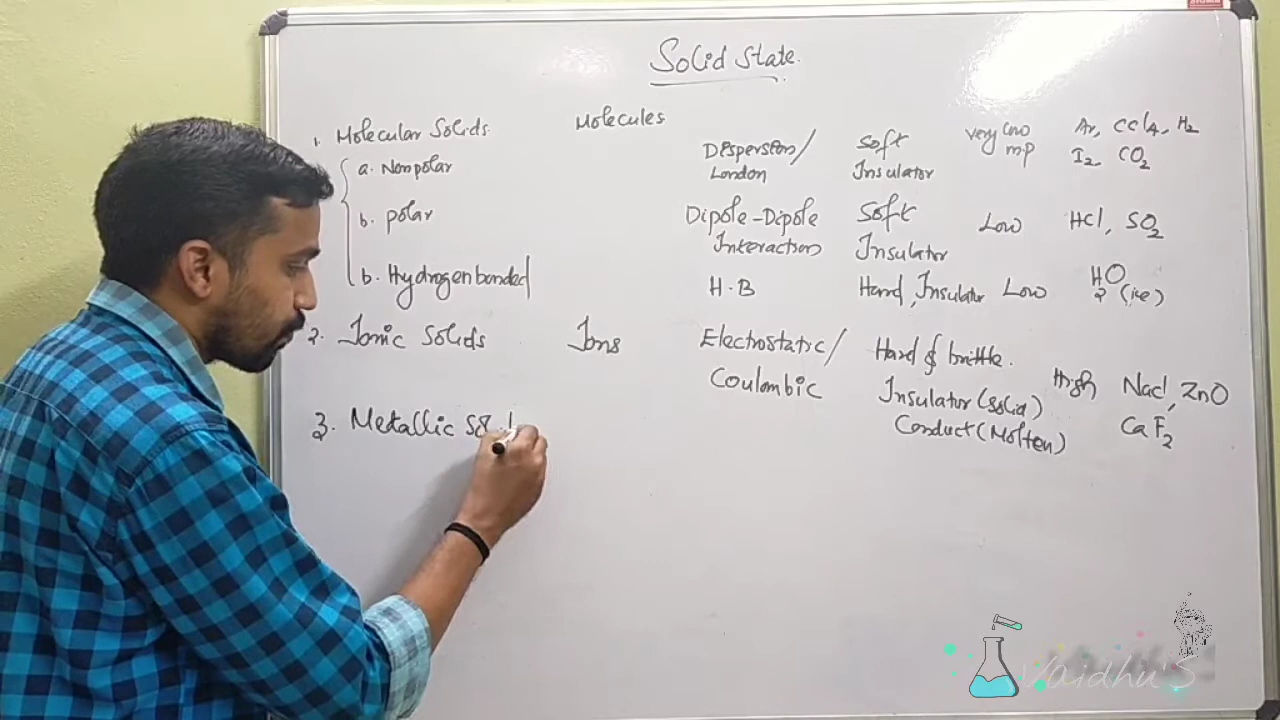 Solid State.
1. Molecular Solids. Molecules
a. Nonpolar Dispersion/ London Soft Insulator Very low mp Ar, CCl4, H2 I2, CO2
b. polar Dipole-Dipole Interaction Soft Insulator Low HCl, SO2
b. Hydrogen bonded H.B Hard, Insulator Low H2O (ice)
2. Ionic Solids Ions Electrostatic/ Coulombic Hard & brittle. Insulator (Solid) Conduct (Molten) High NaCl, ZnO CaF2
3. Metallic
Vaidhu's